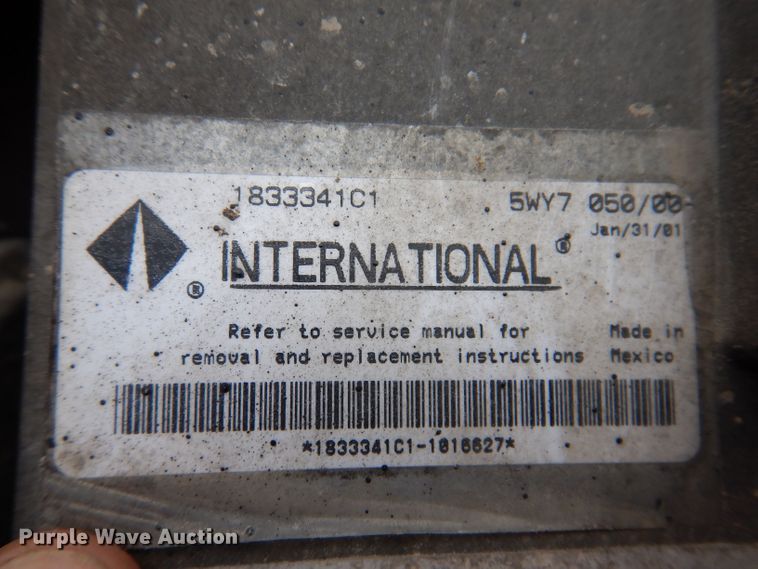 1833341C1 5WY7 050/00-
Jan/31/01
® INTERNATIONAL®
Refer to service manual for Made in
removal and replacement instructions Mexico
*1833341C1-1016627*
Purple Wave Auction®